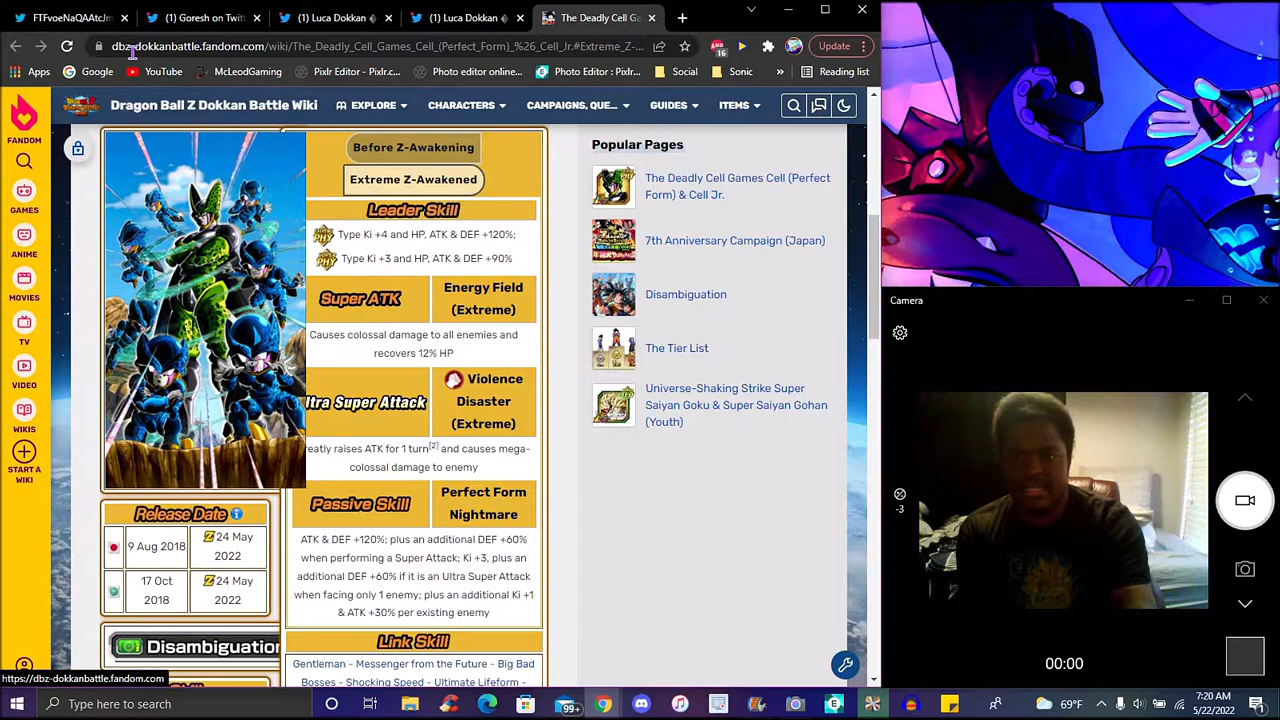 FTFvoeNaQAAtcJm
(1) Goresh on Twitt
(1) Luca Dokkan
(1) Luca Dokkan
The Deadly Cell Ga
dbz-dokkanbattle.fandom.com/wiki/The_Deadly_Cell_Games_Cell_(Perfect_Form)_%26_Cell_Jr.#Extreme_Z-...
16
Update
Apps
Google
YouTube
McLeodGaming
Pixlr Editor - Pixlr.c...
Photo online editor...
Photo Editor : Pixlr...
Social
Sonic
Reading list
FANDOM
GAMES
ANIME
MOVIES
TV
VIDEO
WIKIS
START A
WIKI
Dragon Ball Z Dokkan Battle Wiki
EXPLORE
CHARACTERS
CAMPAIGNS, QUE...
GUIDES
ITEMS
Before Z-Awakening
Extreme Z-Awakened
Leader Skill
PHY Type Ki +4 and HP, ATK & DEF +120%;
PHY Type Ki +3 and HP, ATK & DEF +90%
Super ATK
Energy Field
(Extreme)
Causes colossal damage to all enemies and
recovers 12% HP
ltra Super Attack
Violence
Disaster
(Extreme)
reatly raises ATK for 1 turn[2] and causes mega-
colossal damage to enemy
Passive Skill
Perfect Form
Nightmare
ATK & DEF +120%; plus an additional DEF +60%
when performing a Super Attack; Ki +3, plus an
additional DEF +60% if it is an Ultra Super Attack
when facing only 1 enemy; plus an additional Ki +1
& ATK +30% per existing enemy
Link Skill
Gentleman - Messenger from the Future - Big Bad
Bosses - Shocking Speed - Ultimate Lifeform -
Release Date
9 Aug 2018
Z 24 May
2022
17 Oct
2018
Z 24 May
2022
Disambiguation
Popular Pages
The Deadly Cell Games Cell (Perfect
Form) & Cell Jr.
7th Anniversary Campaign (Japan)
Disambiguation
The Tier List
Universe-Shaking Strike Super
Saiyan Goku & Super Saiyan Gohan
(Youth)
https://dbz-dokkanbattle.fandom.com
Camera
-3
00:00
Type here to search
99+
69°F
7:20 AM
5/22/2022